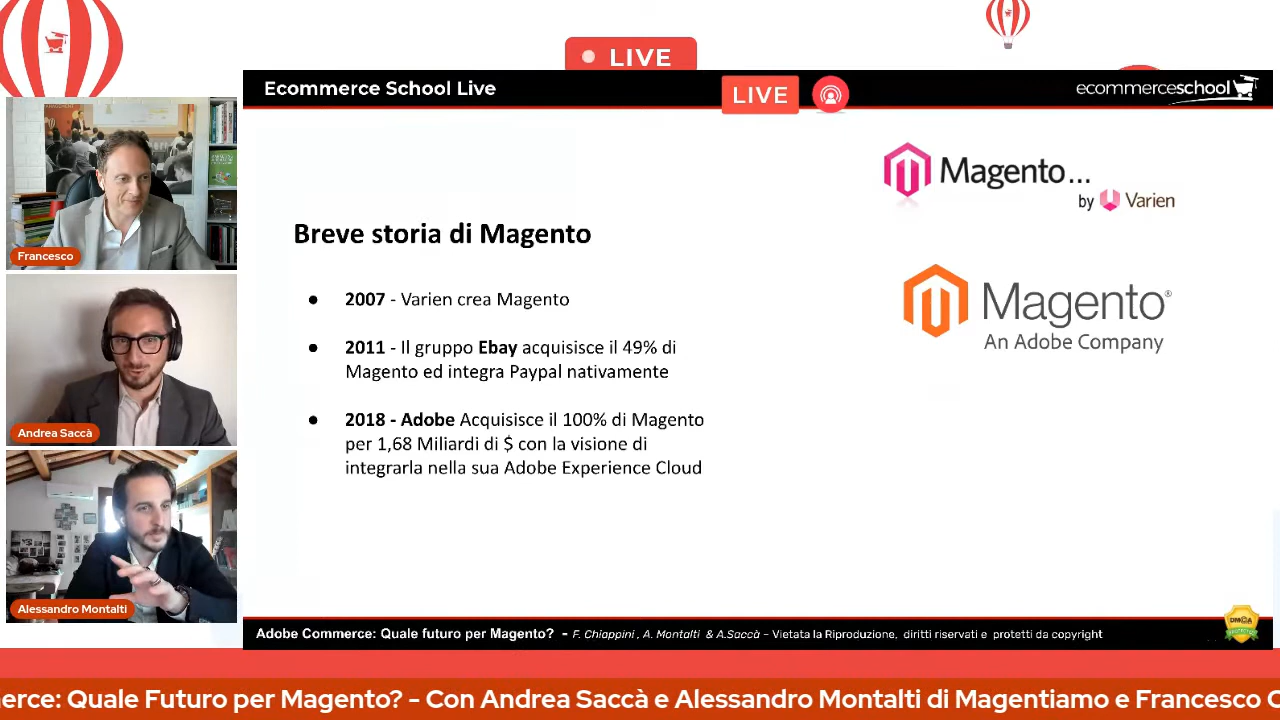 LIVE
Ecommerce School Live
LIVE
ecommerceschool
Francesco
Andrea Saccà
Alessandro Montalti
Magento...
by Varien
Breve storia di Magento
Magento®
An Adobe Company
● 2007 - Varien crea Magento
● 2011 - Il gruppo Ebay acquisisce il 49% di
Magento ed integra Paypal nativamente
● 2018 - Adobe Acquisisce il 100% di Magento
per 1,68 Miliardi di $ con la visione di
integrarla nella sua Adobe Experience Cloud
Adobe Commerce: Quale futuro per Magento? - F. Chiappini , A. Montalti & A.Saccà – Vietata la Riproduzione, diritti riservati e protetti da copyright
DMCA
erce: Quale Futuro per Magento? - Con Andrea Saccà e Alessandro Montalti di Magentiamo e Francesco